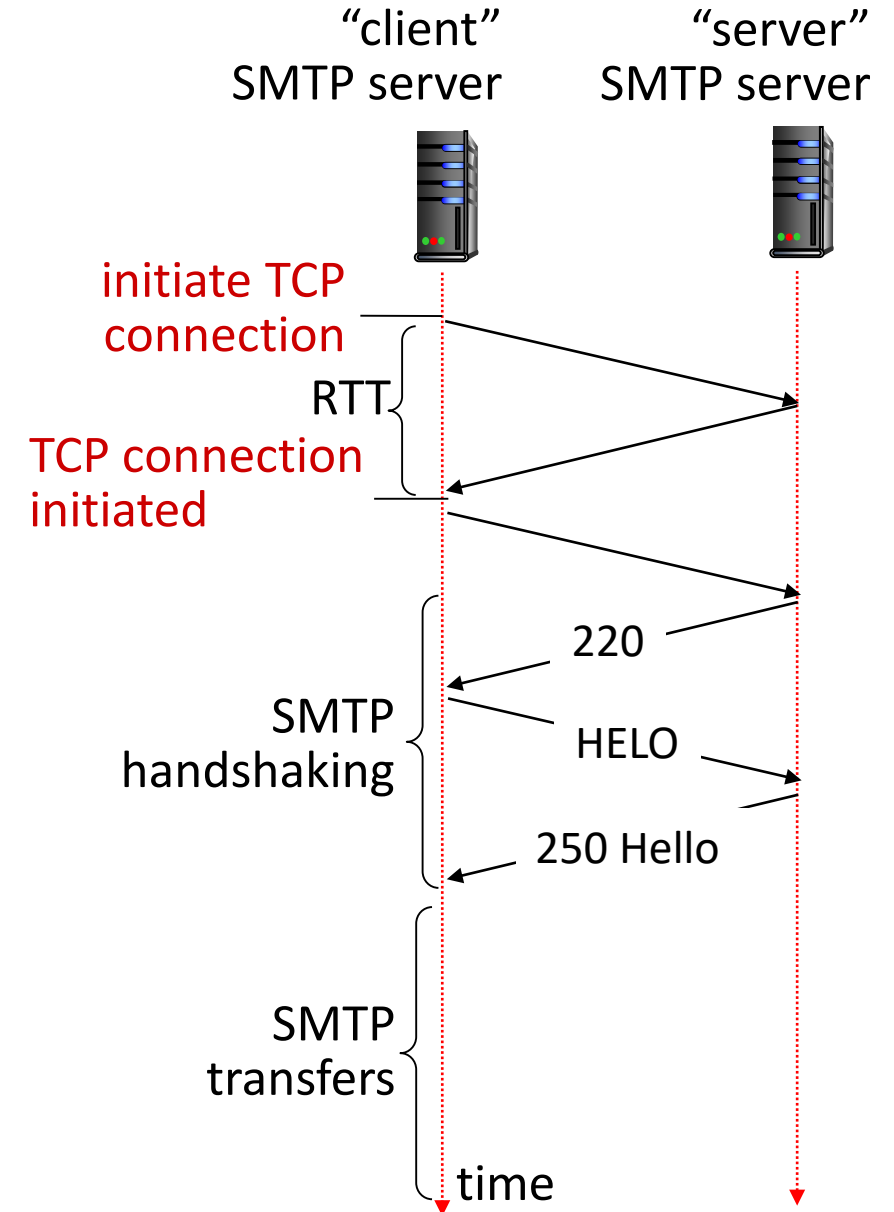 “client”
SMTP server
“server”
SMTP server
initiate TCP
connection
RTT
TCP connection
initiated
220
SMTP
handshaking
HELO
250 Hello
SMTP
transfers
time